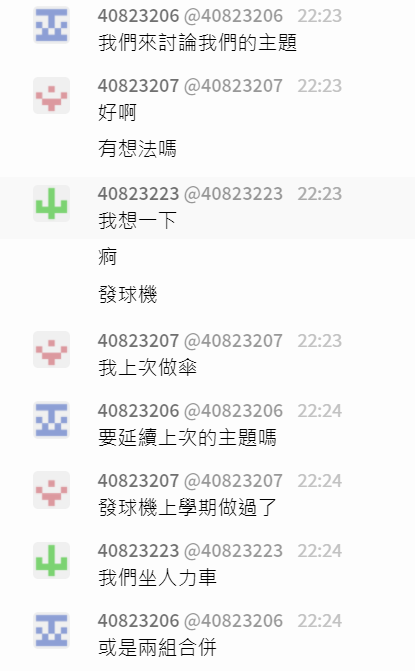 40823206 @40823206 22:23
我們來討論我們的主題
40823207 @40823207 22:23
好啊
有想法嗎
40823223 @40823223 22:23
我想一下
痾
發球機
40823207 @40823207 22:23
我上次做傘
40823206 @40823206 22:24
要延續上次的主題嗎
40823207 @40823207 22:24
發球機上學期做過了
40823223 @40823223 22:24
我們坐人力車
40823206 @40823206 22:24
或是兩組合併